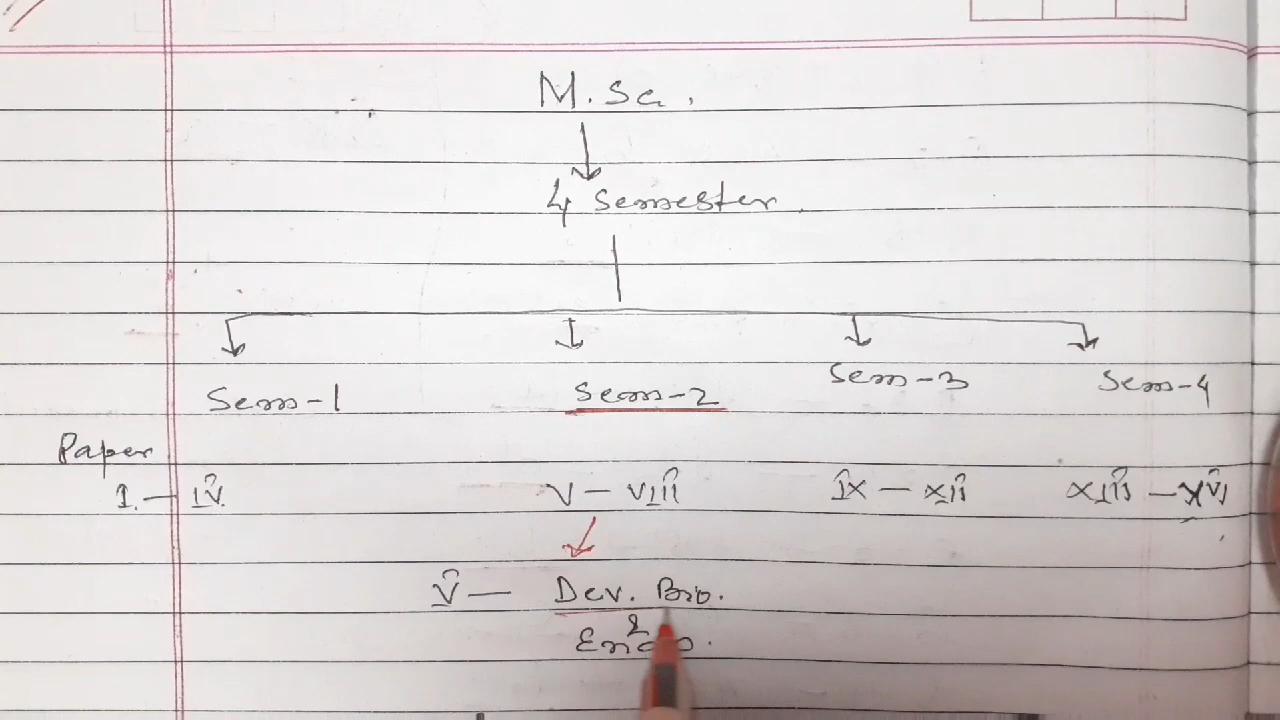 M.Sc.
4 Semester
Sem-1 Sem-2 Sem-3 Sem-4
Paper
I. - IV. V - VIII IX - XII XIII - XVI
V - Dev. Bio.
&
Endo.